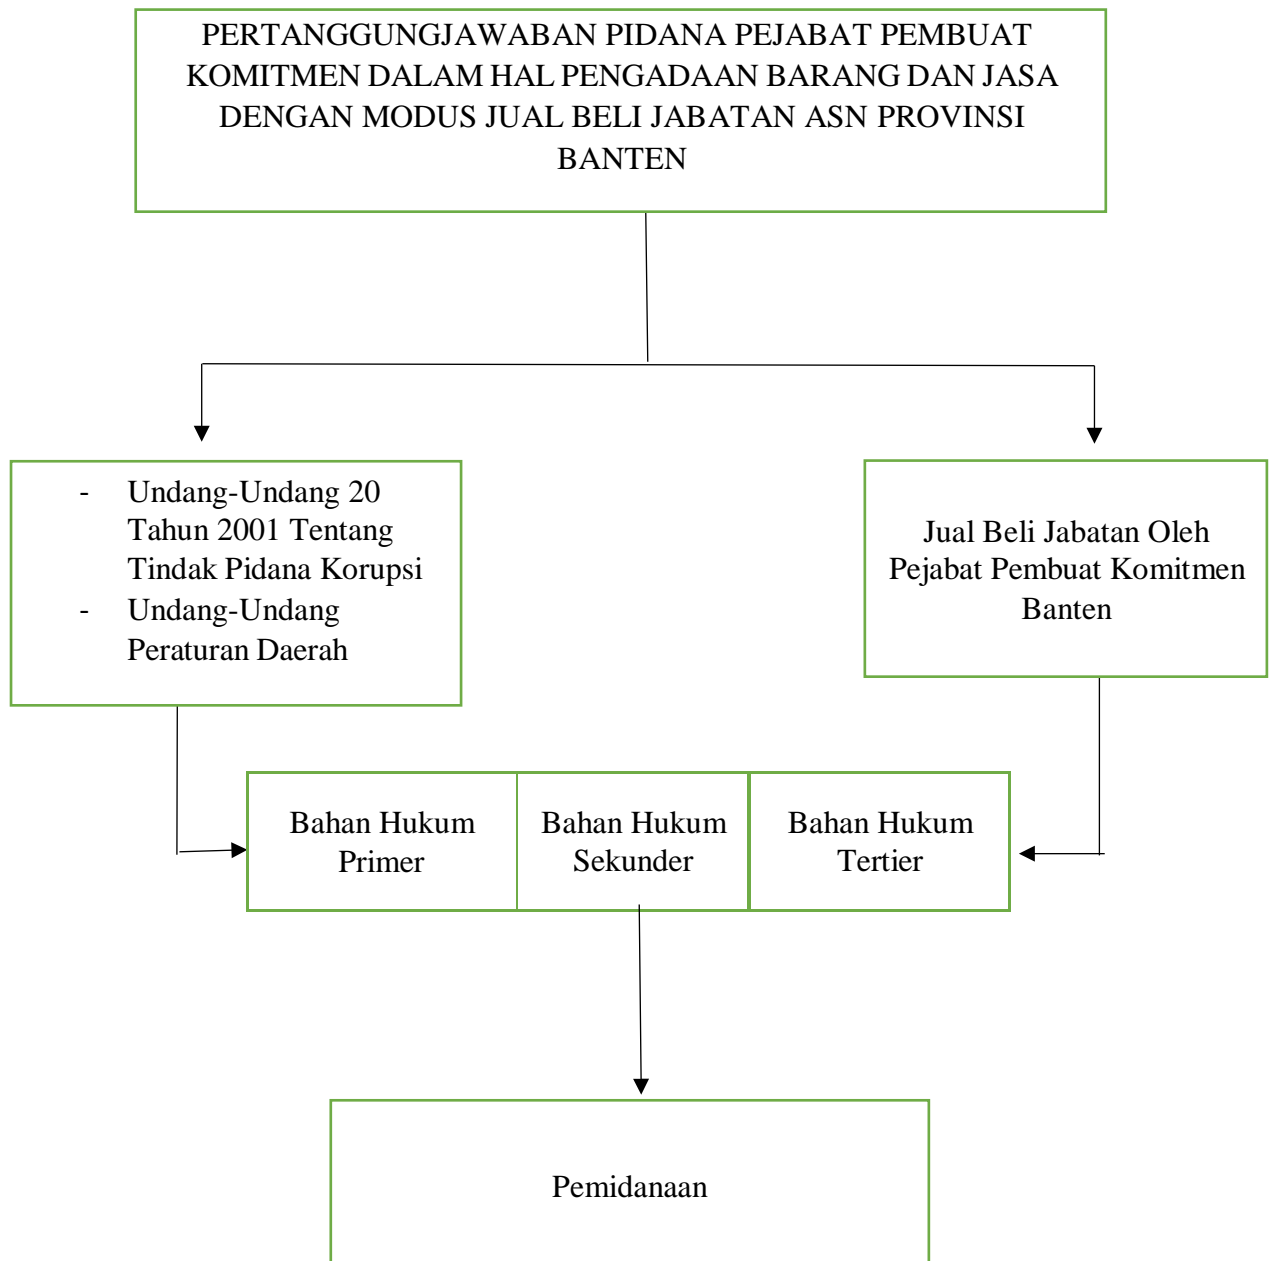 PERTANGGUNGJAWABAN PIDANA PEJABAT PEMBUAT
KOMITMEN DALAM HAL PENGADAAN BARANG DAN JASA
DENGAN MODUS JUAL BELI JABATAN ASN PROVINSI
BANTEN
- Undang-Undang 20
Tahun 2001 Tentang
Tindak Pidana Korupsi
- Undang-Undang
Peraturan Daerah
Jual Beli Jabatan Oleh
Pejabat Pembuat Komitmen
Banten
Bahan Hukum
Primer
Bahan Hukum
Sekunder
Bahan Hukum
Tertier
Pemidanaan